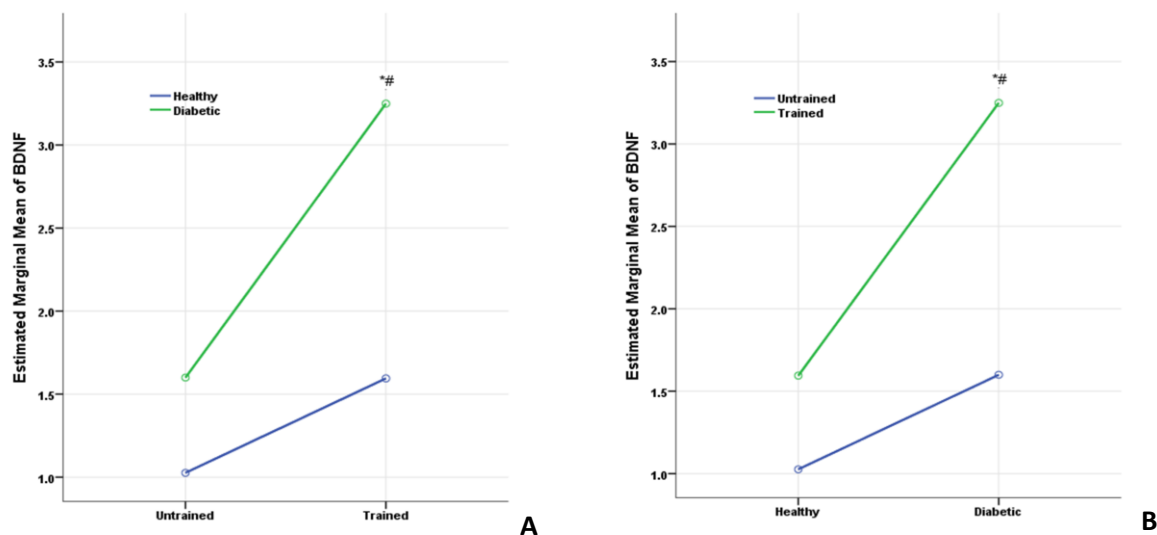 Estimated Marginal Mean of BDNF
3.5
3.0
2.5
2.0
1.5
1.0
Healthy
Diabetic
*#
Untrained
Trained
A
Estimated Marginal Mean of BDNF
3.5
3.0
2.5
2.0
1.5
1.0
Untrained
Trained
*#
Healthy
Diabetic
B